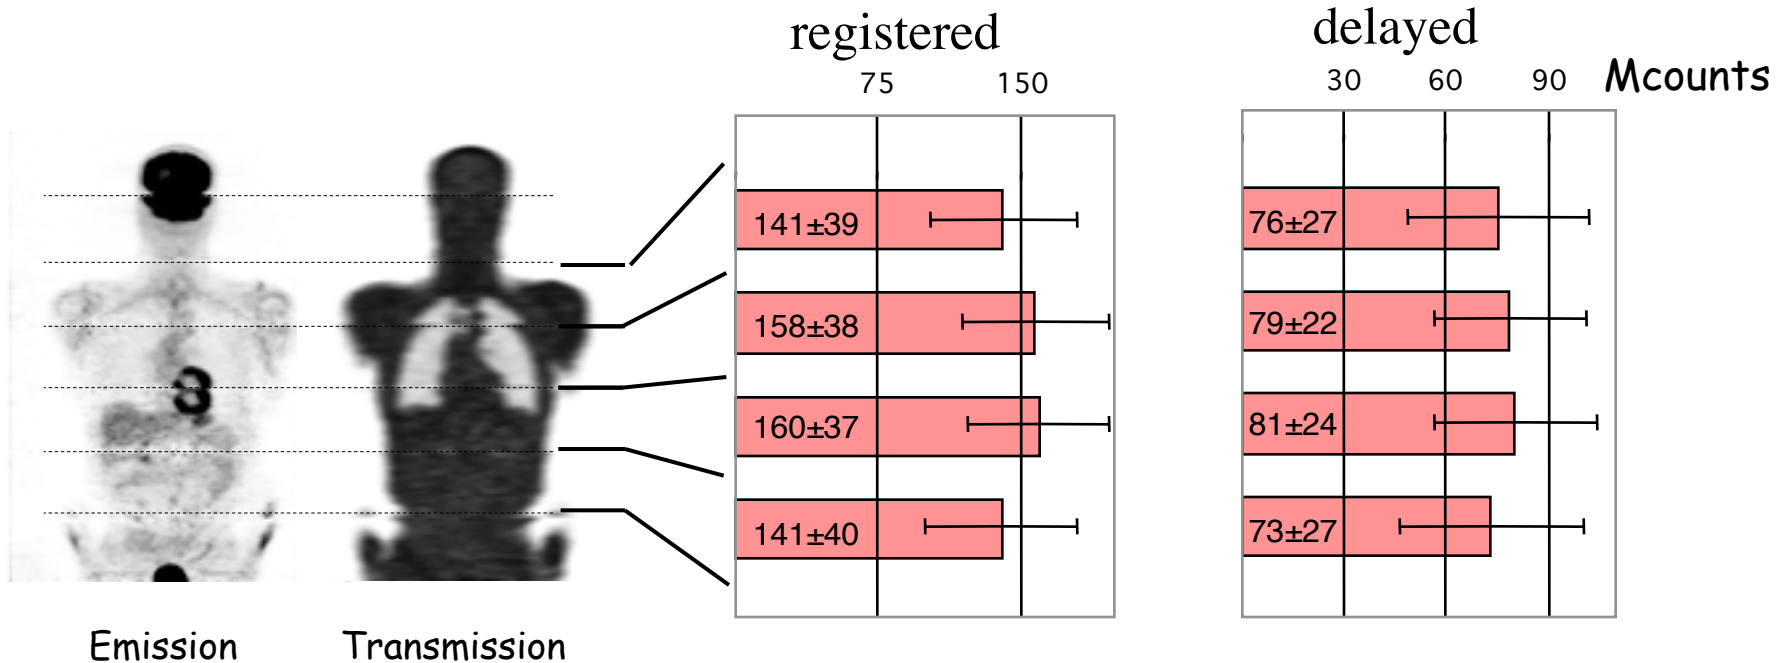 registered
delayed
75 150
30 60 90 Mcounts
141±39
76±27
158±38
79±22
160±37
81±24
141±40
73±27
Emission
Transmission